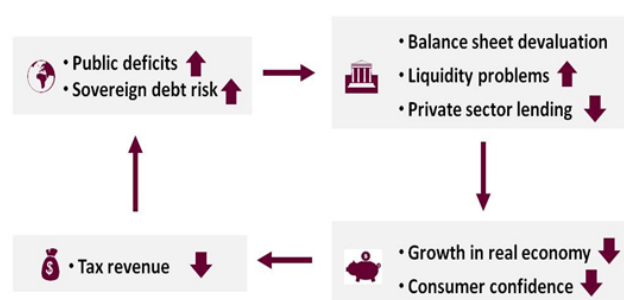 • Public deficits
• Sovereign debt risk
• Balance sheet devaluation
• Liquidity problems
• Private sector lending
• Tax revenue
• Growth in real economy
• Consumer confidence